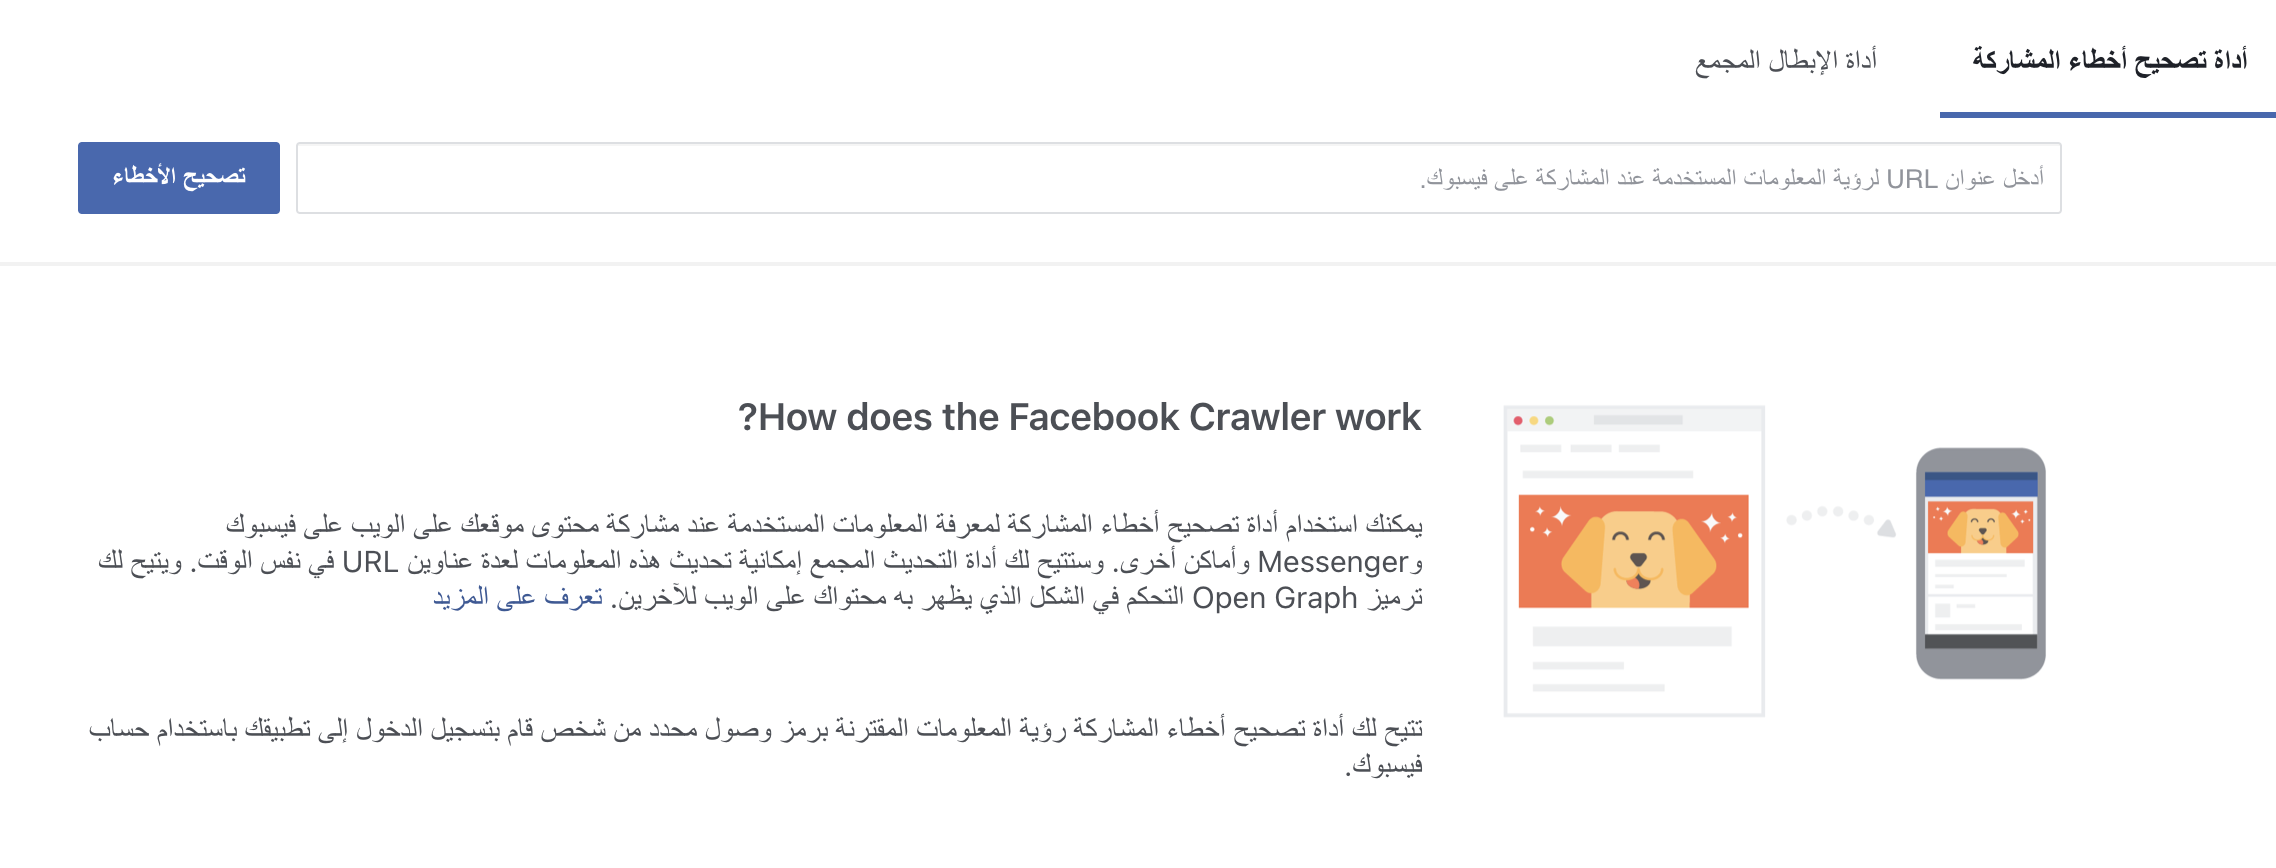 أداة تصحيح أخطاء المشاركة
أداة الإبطال المجمع
أدخل عنوان URL لرؤية المعلومات المستخدمة عند المشاركة على فيسبوك.
تصحيح الأخطاء
How does the Facebook Crawler work?
يمكنك استخدام أداة تصحيح أخطاء المشاركة لمعرفة المعلومات المستخدمة عند مشاركة محتوى موقعك على الويب على فيسبوك
وMessenger وأماكن أخرى. وستتيح لك أداة التحديث المجمع إمكانية تحديث هذه المعلومات لعدة عناوين URL في نفس الوقت. ويتيح لك
ترميز Open Graph التحكم في الشكل الذي يظهر به محتواك على الويب للآخرين. تعرف على المزيد
تتيح لك أداة تصحيح أخطاء المشاركة رؤية المعلومات المقترنة برمز وصول محدد من شخص قام بتسجيل الدخول إلى تطبيقك باستخدام حساب
فيسبوك.